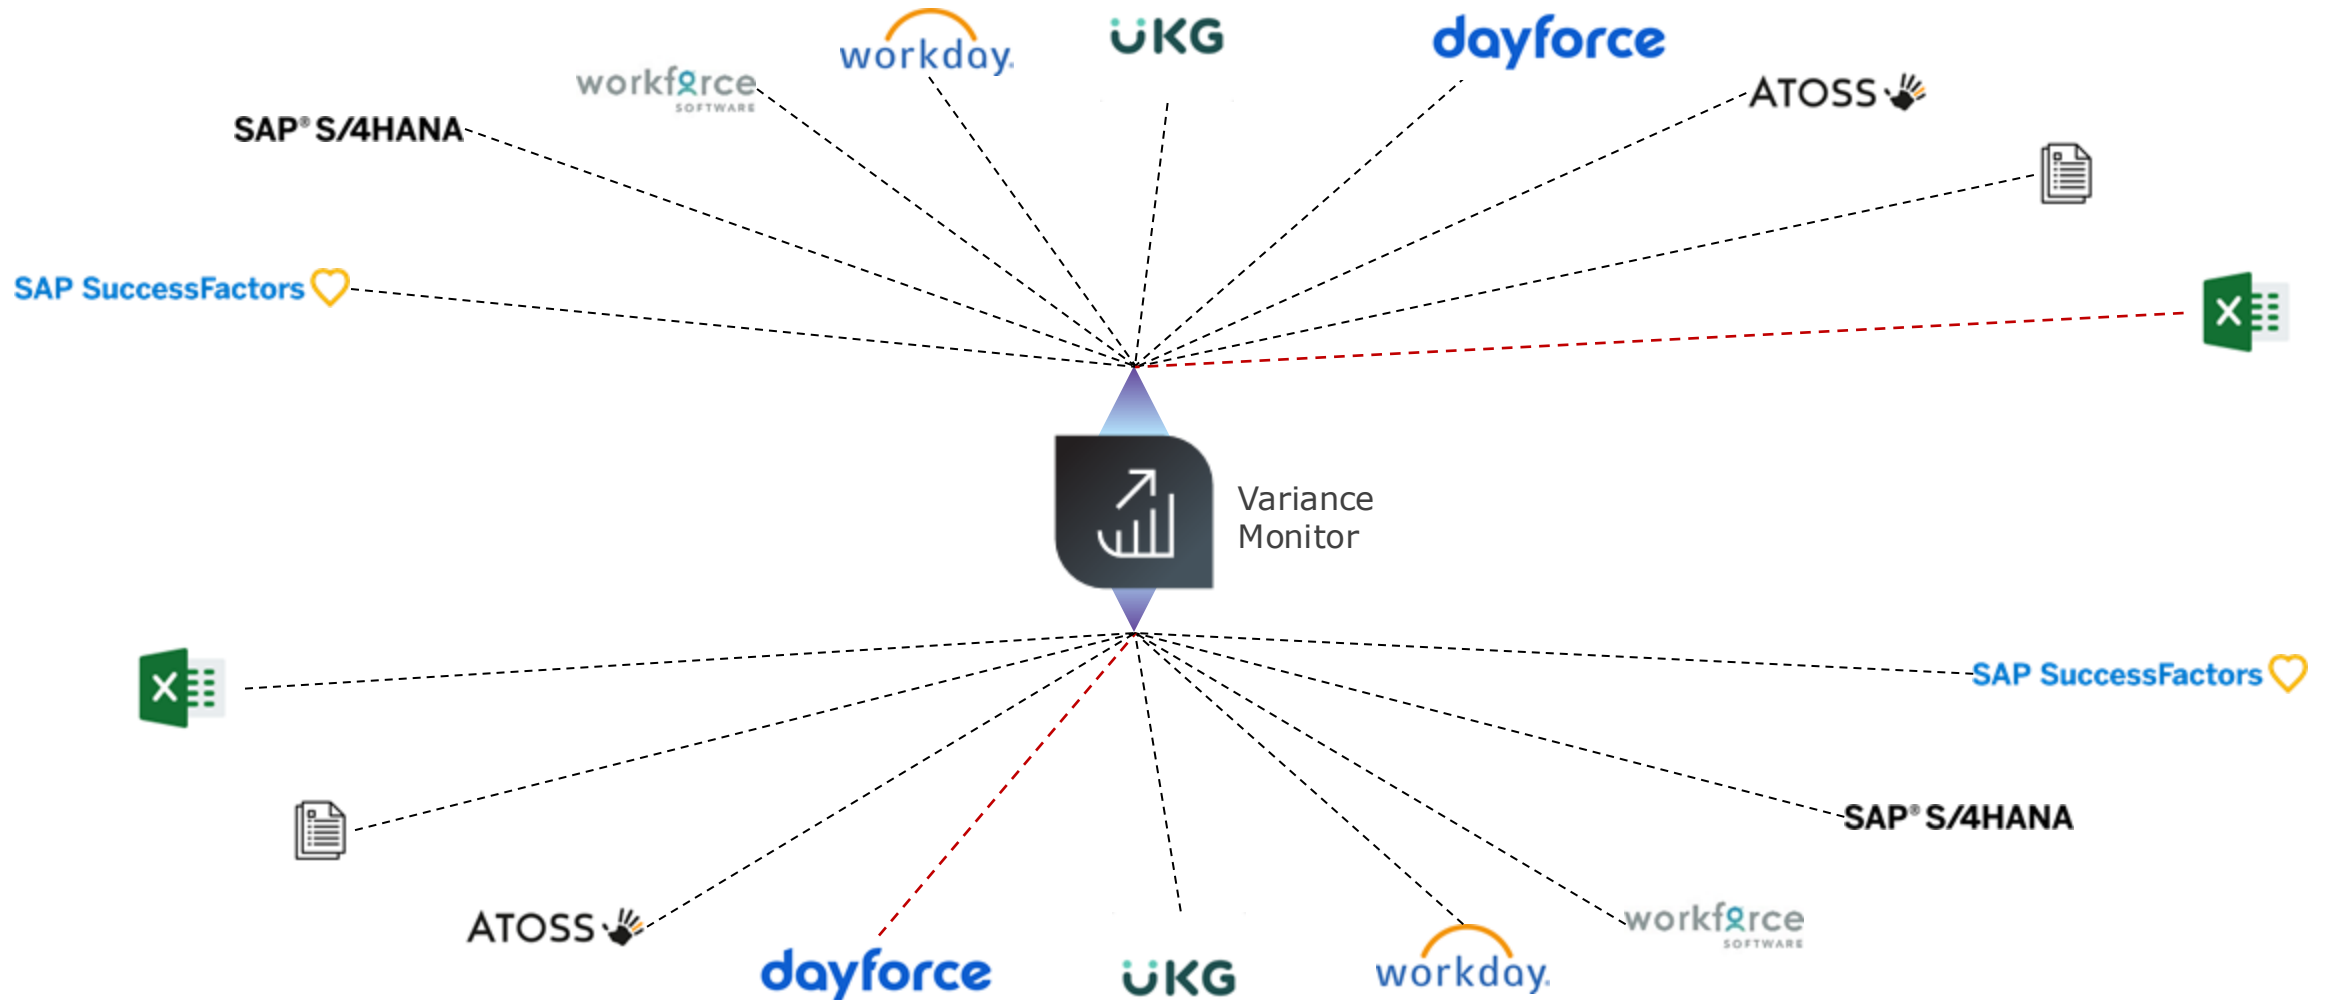 workday.
UKG
dayforce
workforce
SOFTWARE
ATOSS
SAP® S/4HANA
SAP SuccessFactors
X
Variance
Monitor
X
SAP SuccessFactors
SAP® S/4HANA
ATOSS
workforce
SOFTWARE
dayforce
UKG
workday.